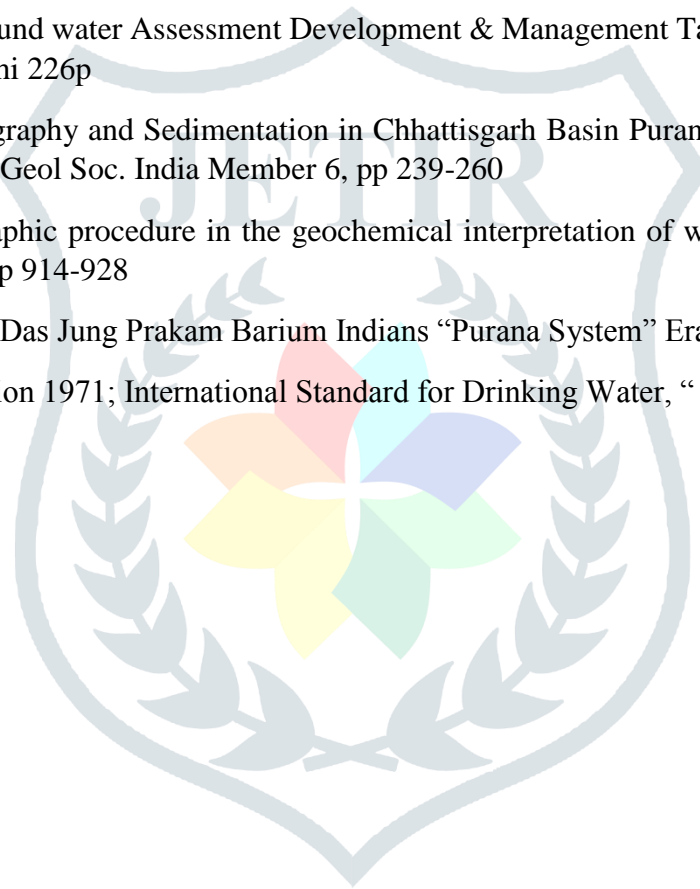 und water Assessment Development & Management Ta
ni 226p
graphy and Sedimentation in Chhattisgarh Basin Puran
Geol Soc. India Member 6, pp 239-260
aphic procedure in the geochemical interpretation of w
p 914-928
Das Jung Prakam Barium Indians “Purana System” Era
ion 1971; International Standard for Drinking Water, “
JETIR